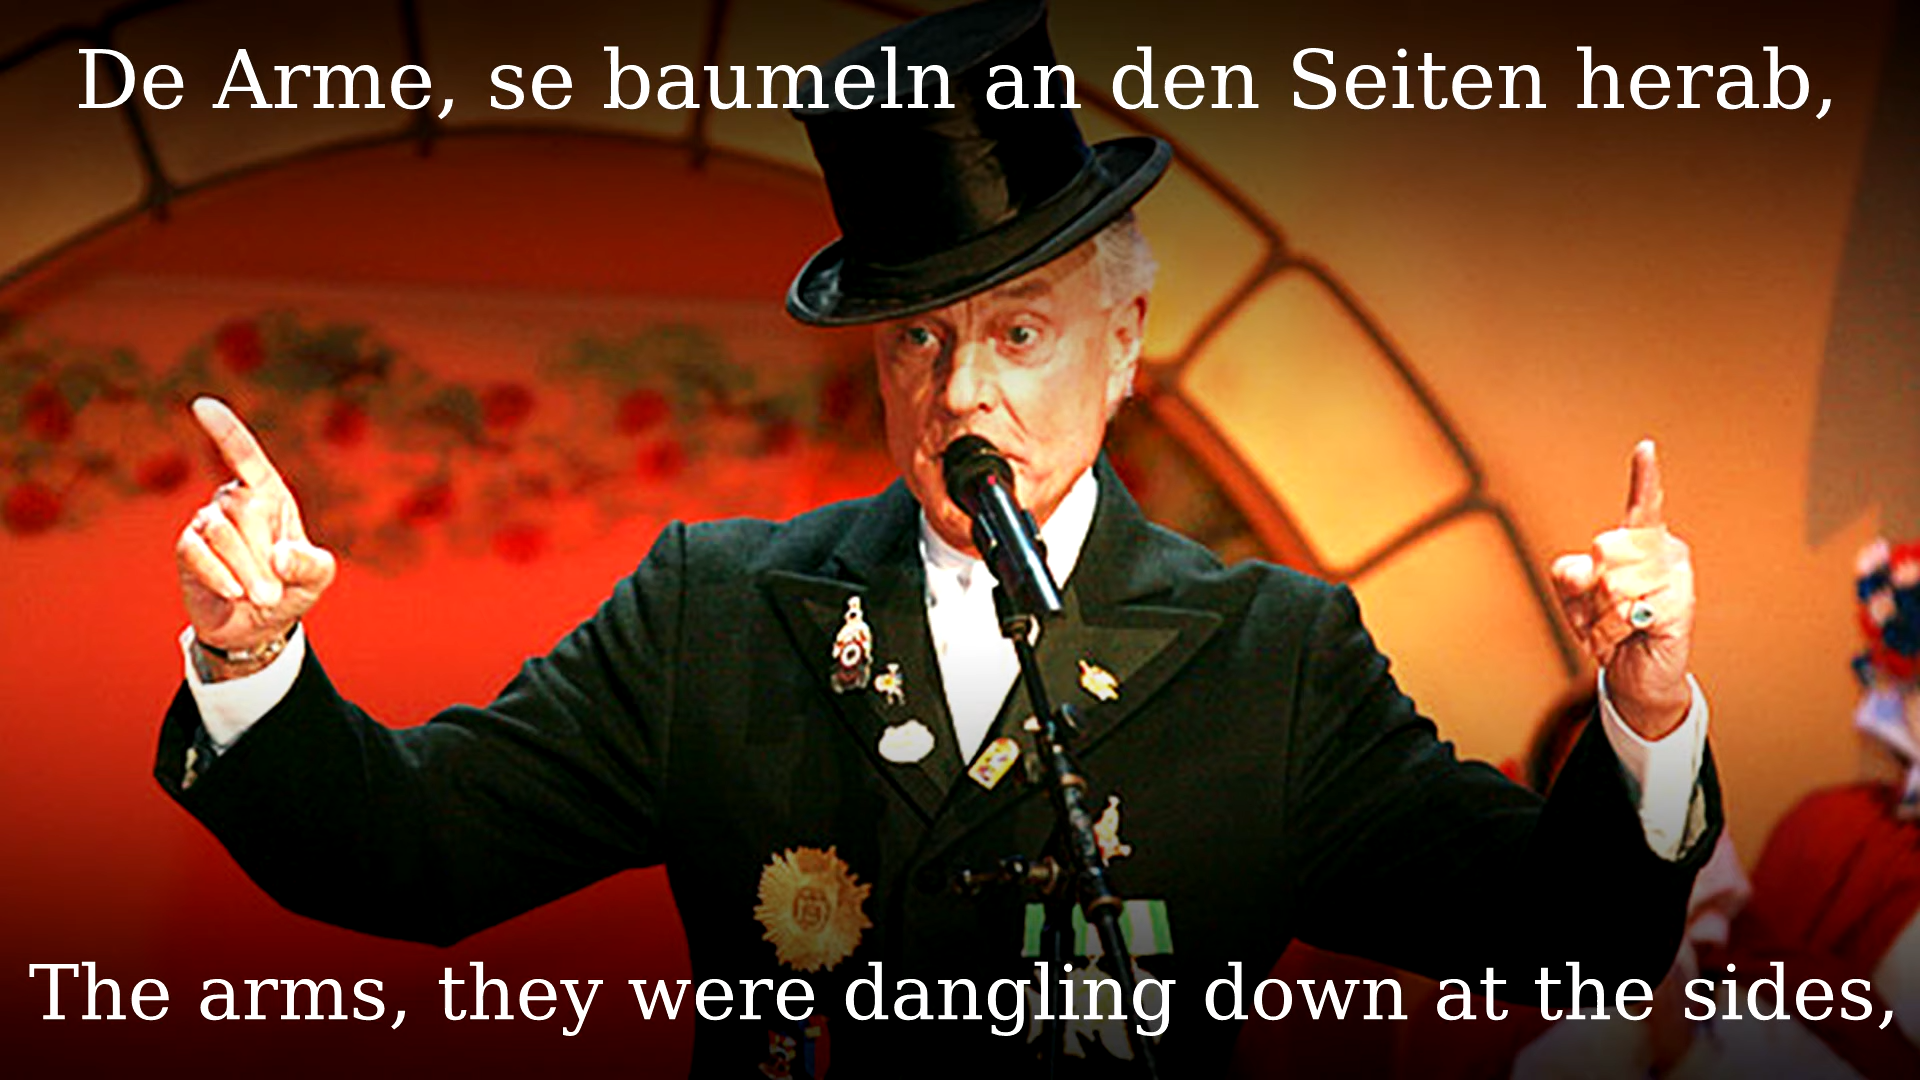 De Arme, se baumeln an den Seiten herab,
The arms, they were dangling down at the sides,